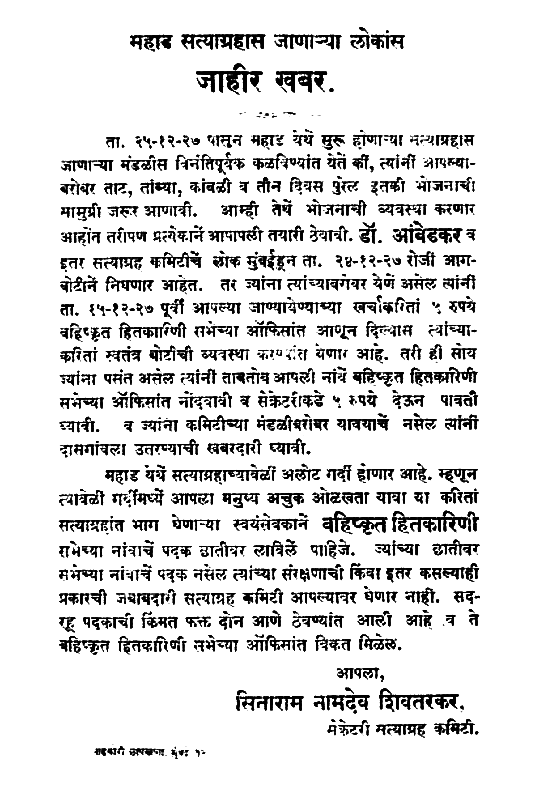 महाड सत्याग्रहास जाणाऱ्या लोकांस
जाहीर खबर.
ता. २५-१२-२७ पासून महाड येथें सुरू होणाऱ्या सत्याग्रहास
जाणाऱ्या मंडळीस विनंतिपूर्वक कळविण्यांत येतें कीं, त्यांनीं आपल्या-
बरोबर ताट, तांब्या, कांबळी व तीन दिवस पुरेल इतकी भोजनाची
सामुग्री जरूर आणावी. आम्ही तेथें भोजनाची व्यवस्था करणार
आहोंत तरीपण प्रत्येकानें आपापली तयारी ठेवावी. डॉ. आंबेडकर व
इतर सत्याग्रह कमिटीचें लोक मुंबईहून ता. २४-१२-२७ रोजीं आग-
बोटीनें निघणार आहेत. तर ज्यांना त्यांच्याबरोबर येणें असेल त्यांनीं
ता. १५-१२-२७ पूर्वी आपल्या जाण्यायेण्याच्या खर्चाकरितां ५ रुपये
बहिष्कृत हितकारिणी सभेच्या ऑफिसांत आणून दिल्यास त्यांच्या-
करितां स्वतंत्र बोटीची व्यवस्था करण्यांत येणार आहे. तरी ही सोय
ज्यांना पसंत असेल त्यांनीं ताबतोब आपली नांवें बहिष्कृत हितकारिणी
सभेच्या ऑफिसांत नोंदवावी व सेक्रेटरीकडे ५ रुपये देऊन पावती
घ्यावी. व ज्यांना कमिटीच्या मंडळीबरोबर यावयाचें नसेल त्यांनीं
दासगांवला उतरण्याची खबरदारी घ्यावी.
महाड येथें सत्याग्रहाच्यावेळीं अलोट गर्दी होणार आहे. म्हणून
त्यावेळीं गर्दीमध्यें आपला मनुष्य अचुक ओळखता यावा या करितां
सत्याग्रहांत भाग घेणाऱ्या स्वयंसेवकानें बहिष्कृत हितकारिणी
सभेच्या नांवाचें पदक छातीवर लाविलें पाहिजे. ज्यांच्या छातीवर
सभेच्या नांवाचें पदक नसेल त्यांच्या संरक्षणाची किंवा इतर कसल्याही
प्रकारची जबाबदारी सत्याग्रह कमिटी आपल्यावर घेणार नाहीं. सद-
रहू पदकाची किंमत फक्त दोन आणे ठेवण्यांत आली आहे व ते
बहिष्कृत हितकारिणी सभेच्या ऑफिसांत विकत मिळेल.
आपला,
सिताराम नामदेव शिवतरकर.
सेक्रेटरी सत्याग्रह कमिटी.
सहकारी छापखाना, मुंबई